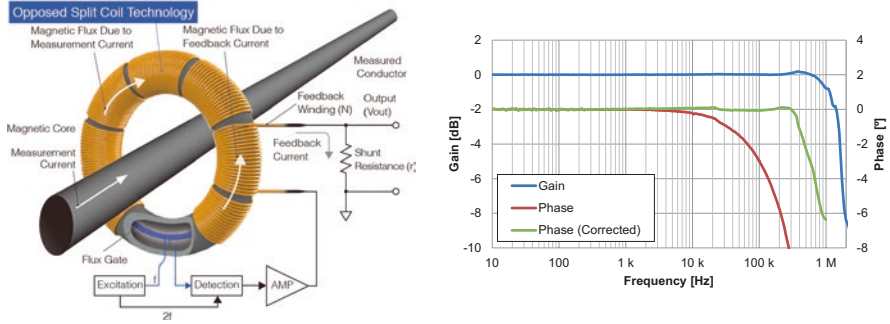 Opposed Split Coil Technology
Magnetic Flux Due to
Measurement Current
Magnetic Flux Due to
Feedback Current
Measured
Conductor
Feedback
Winding (N)
Output
(Vout)
Magnetic Core
Measurement
Current
Feedback
Current
Shunt
Resistance (r)
Flux Gate
Excitation
f
Detection
AMP
2f
2
0
-2
-4
-6
-8
-10
Gain [dB]
4
2
0
-2
-4
-6
-8
Phase [º]
Gain
Phase
Phase (Corrected)
10
100
1 k
10 k
100 k
1 M
Frequency [Hz]